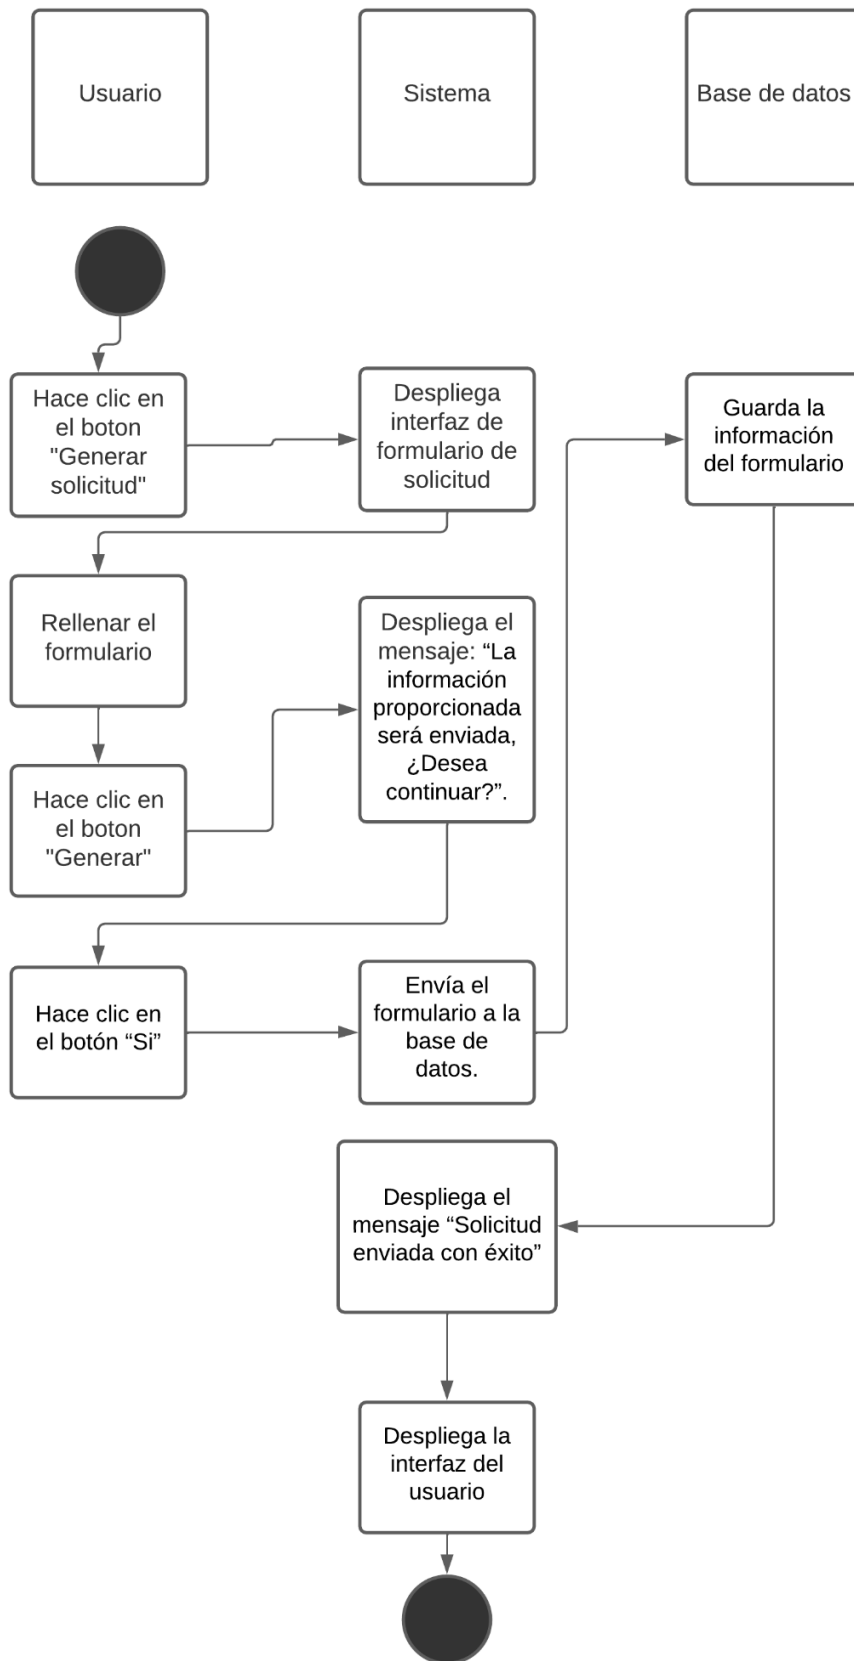 Usuario
Sistema
Base de datos
Hace clic en
el boton
"Generar
solicitud"
Despliega
interfaz de
formulario de
solicitud
Guarda la
información
del formulario
Rellenar el
formulario
Despliega el
mensaje: “La
información
proporcionada
será enviada,
¿Desea
continuar?”.
Hace clic en
el boton
"Generar"
Hace clic en
el botón “Si”
Envía el
formulario a la
base de
datos.
Despliega el
mensaje “Solicitud
enviada con éxito”
Despliega la
interfaz del
usuario